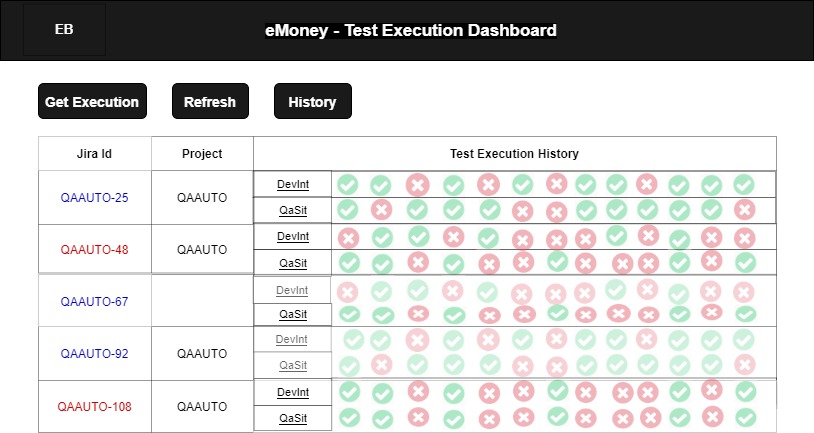 EB
eMoney - Test Execution Dashboard
Get Execution Refresh History
Jira Id Project Test Execution History
QAAUTO-25 QAAUTO DevInt
QaSit
QAAUTO-48 QAAUTO DevInt
QaSit
QAAUTO-67 DevInt
QaSit
QAAUTO-92 QAAUTO DevInt
QaSit
QAAUTO-108 QAAUTO DevInt
QaSit